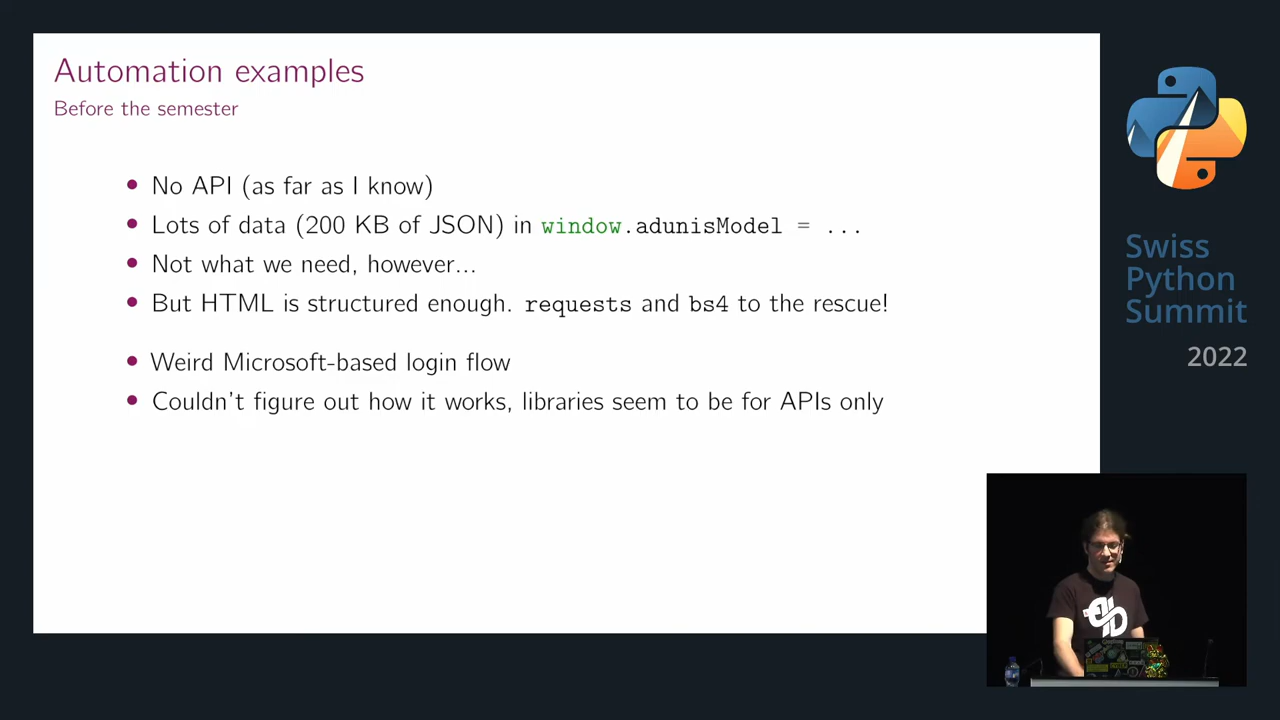 Automation examples
Before the semester
• No API (as far as I know)
• Lots of data (200 KB of JSON) in window.adunisModel = ...
• Not what we need, however...
• But HTML is structured enough. requests and bs4 to the rescue!
• Weird Microsoft-based login flow
• Couldn't figure out how it works, libraries seem to be for APIs only
Swiss
Python
Summit
2022